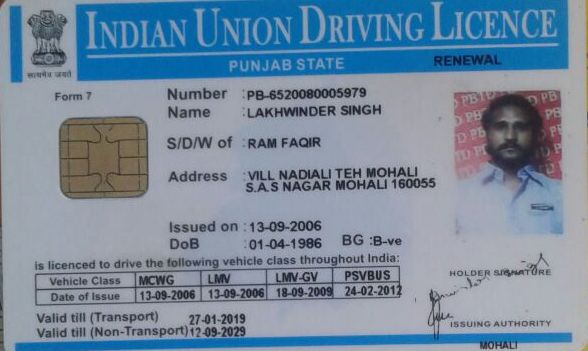 INDIAN UNION DRIVING LICENCE
सत्यमेव जयते
PUNJAB STATE
RENEWAL
Form 7
Number : PB-6520080005979
Name : LAKHWINDER SINGH
S/D/W of : RAM FAQIR
Address : VILL NADIALI TEH MOHALI
S.A.S NAGAR MOHALI 160055
Issued on : 13-09-2006
DoB : 01-04-1986 BG : B-ve
is licenced to drive the following vehicle class throughout India:
Vehicle Class MCWG LMV LMV-GV PSVBUS
Date of Issue 13-09-2006 13-09-2006 18-09-2009 24-02-2012
Valid till (Transport) 27-01-2019
Valid till (Non-Transport) 12-09-2029
HOLDER SIGNATURE
ISSUING AUTHORITY
MOHALI